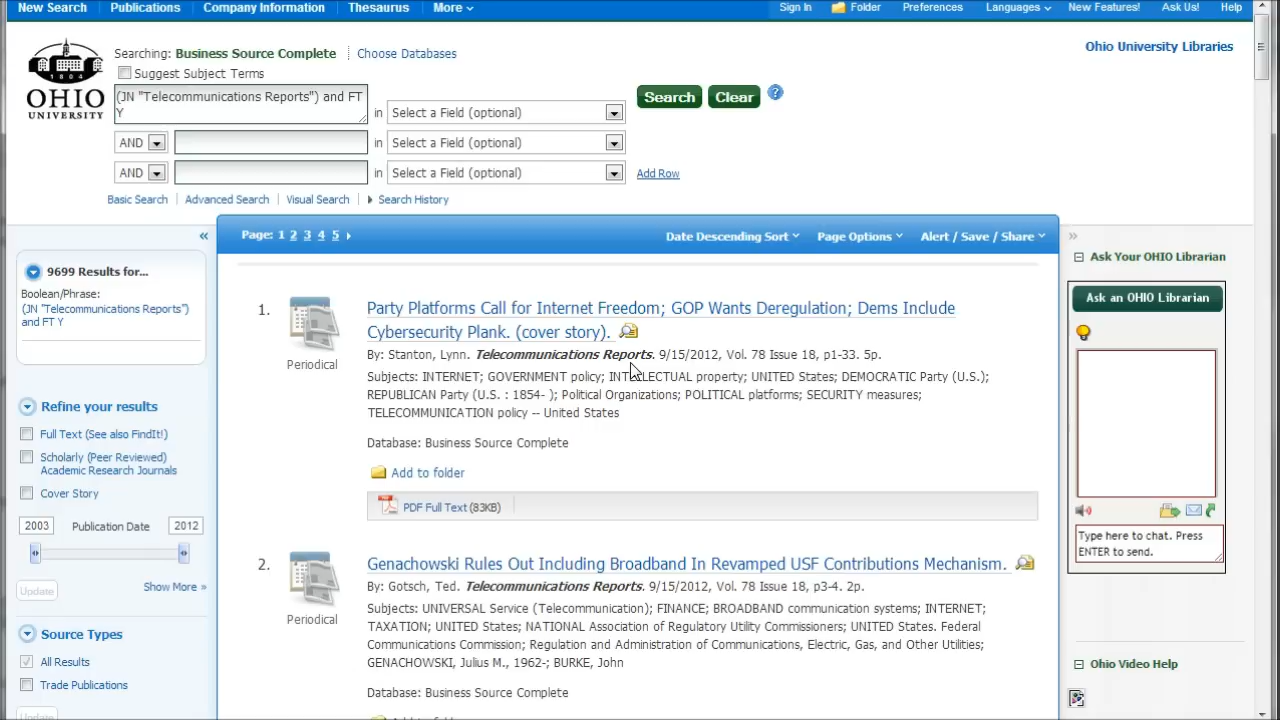 New Search Publications Company Information Thesaurus More Sign In Folder Preferences Languages New Features! Ask Us! Help
1804
OHIO
UNIVERSITY
Searching: Business Source Complete Choose Databases
Ohio University Libraries
Suggest Subject Terms
(JN "Telecommunications Reports") and FT
Y
in Select a Field (optional) Search Clear ?
AND in Select a Field (optional)
AND in Select a Field (optional) Add Row
Basic Search Advanced Search Visual Search Search History
«
9699 Results for...
Boolean/Phrase:
(JN "Telecommunications Reports")
and FT Y
Refine your results
Full Text (See also FindIt!)
Scholarly (Peer Reviewed)
Academic Research Journals
Cover Story
2003 Publication Date 2012
Show More »
Update
Source Types
All Results
Trade Publications
Update
Page: 1 2 3 4 5 Date Descending Sort Page Options Alert / Save / Share
1.
Periodical
Party Platforms Call for Internet Freedom; GOP Wants Deregulation; Dems Include
Cybersecurity Plank. (cover story).
By: Stanton, Lynn. Telecommunications Reports. 9/15/2012, Vol. 78 Issue 18, p1-33. 5p.
Subjects: INTERNET; GOVERNMENT policy; INTELLECTUAL property; UNITED States; DEMOCRATIC Party (U.S.);
REPUBLICAN Party (U.S. : 1854- ); Political Organizations; POLITICAL platforms; SECURITY measures;
TELECOMMUNICATION policy -- United States
Database: Business Source Complete
Add to folder
PDF Full Text (83KB)
2.
Periodical
Genachowski Rules Out Including Broadband In Revamped USF Contributions Mechanism.
By: Gotsch, Ted. Telecommunications Reports. 9/15/2012, Vol. 78 Issue 18, p3-4. 2p.
Subjects: UNIVERSAL Service (Telecommunication); FINANCE; BROADBAND communication systems; INTERNET;
TAXATION; UNITED States; NATIONAL Association of Regulatory Utility Commissioners; UNITED States. Federal
Communications Commission; Regulation and Administration of Communications, Electric, Gas, and Other Utilities;
GENACHOWSKI, Julius M., 1962-; BURKE, John
Database: Business Source Complete
Add to folder
»
Ask Your OHIO Librarian
Ask an OHIO Librarian
Type here to chat. Press
ENTER to send.
Ohio Video Help